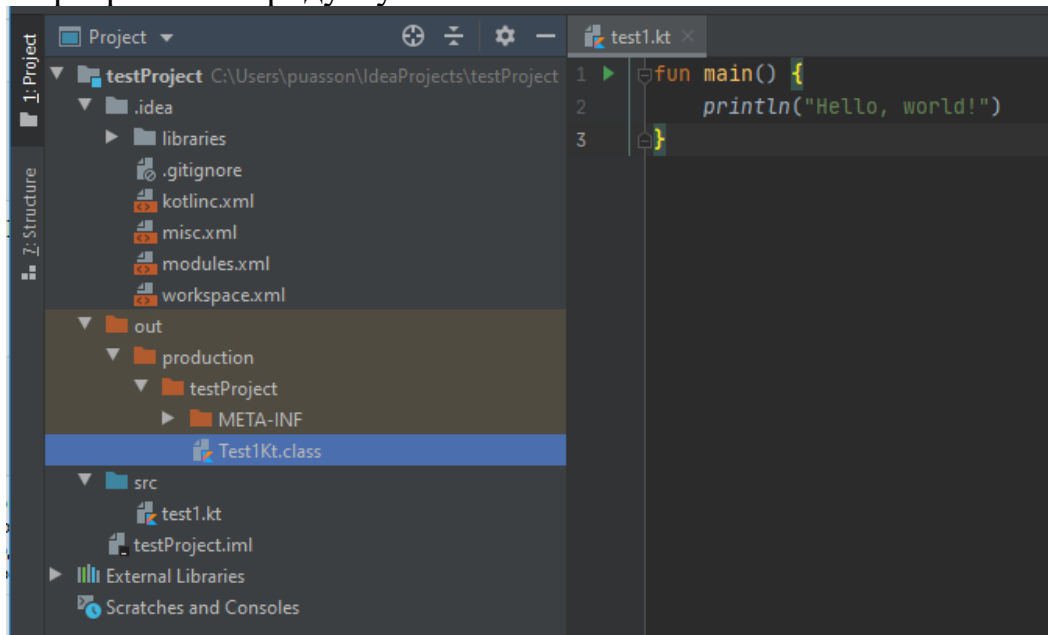 Project
test1.kt
1: Project
testProject C:\Users\puasson\IdeaProjects\testProject
.idea
libraries
.gitignore
kotlinc.xml
misc.xml
modules.xml
workspace.xml
out
production
testProject
META-INF
Test1Kt.class
src
test1.kt
testProject.iml
External Libraries
Scratches and Consoles
7: Structure
1 fun main() {
2 println("Hello, world!")
3 }